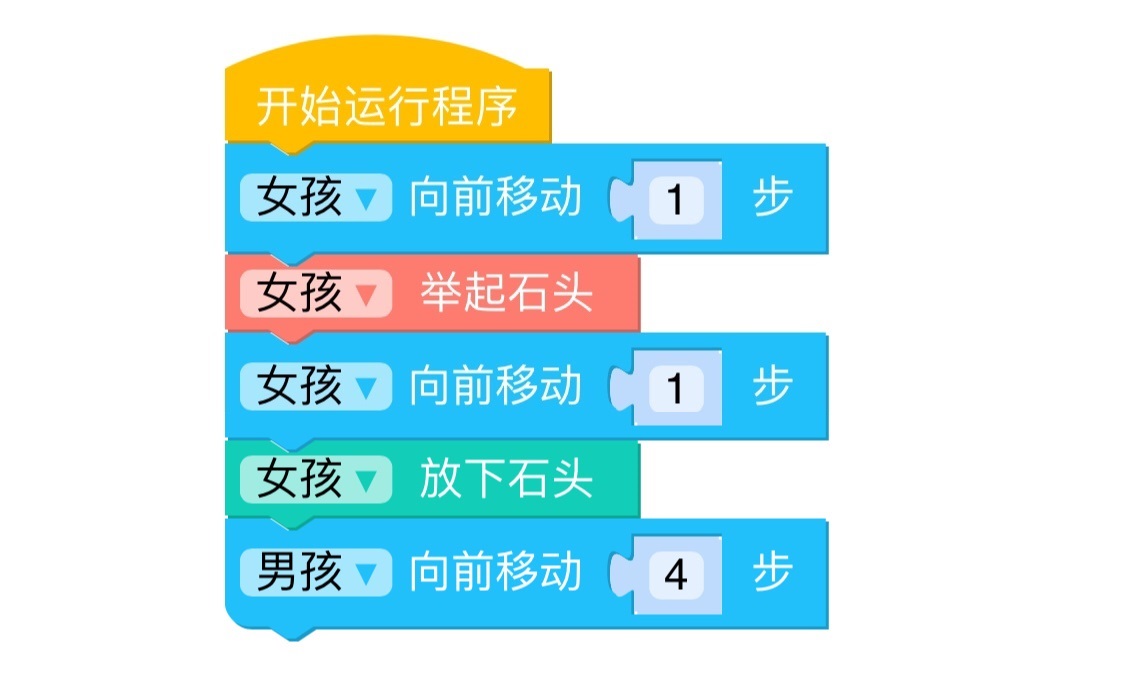 开始运行程序
女孩 向前移动 1 步
女孩 举起石头
女孩 向前移动 1 步
女孩 放下石头
男孩 向前移动 4 步